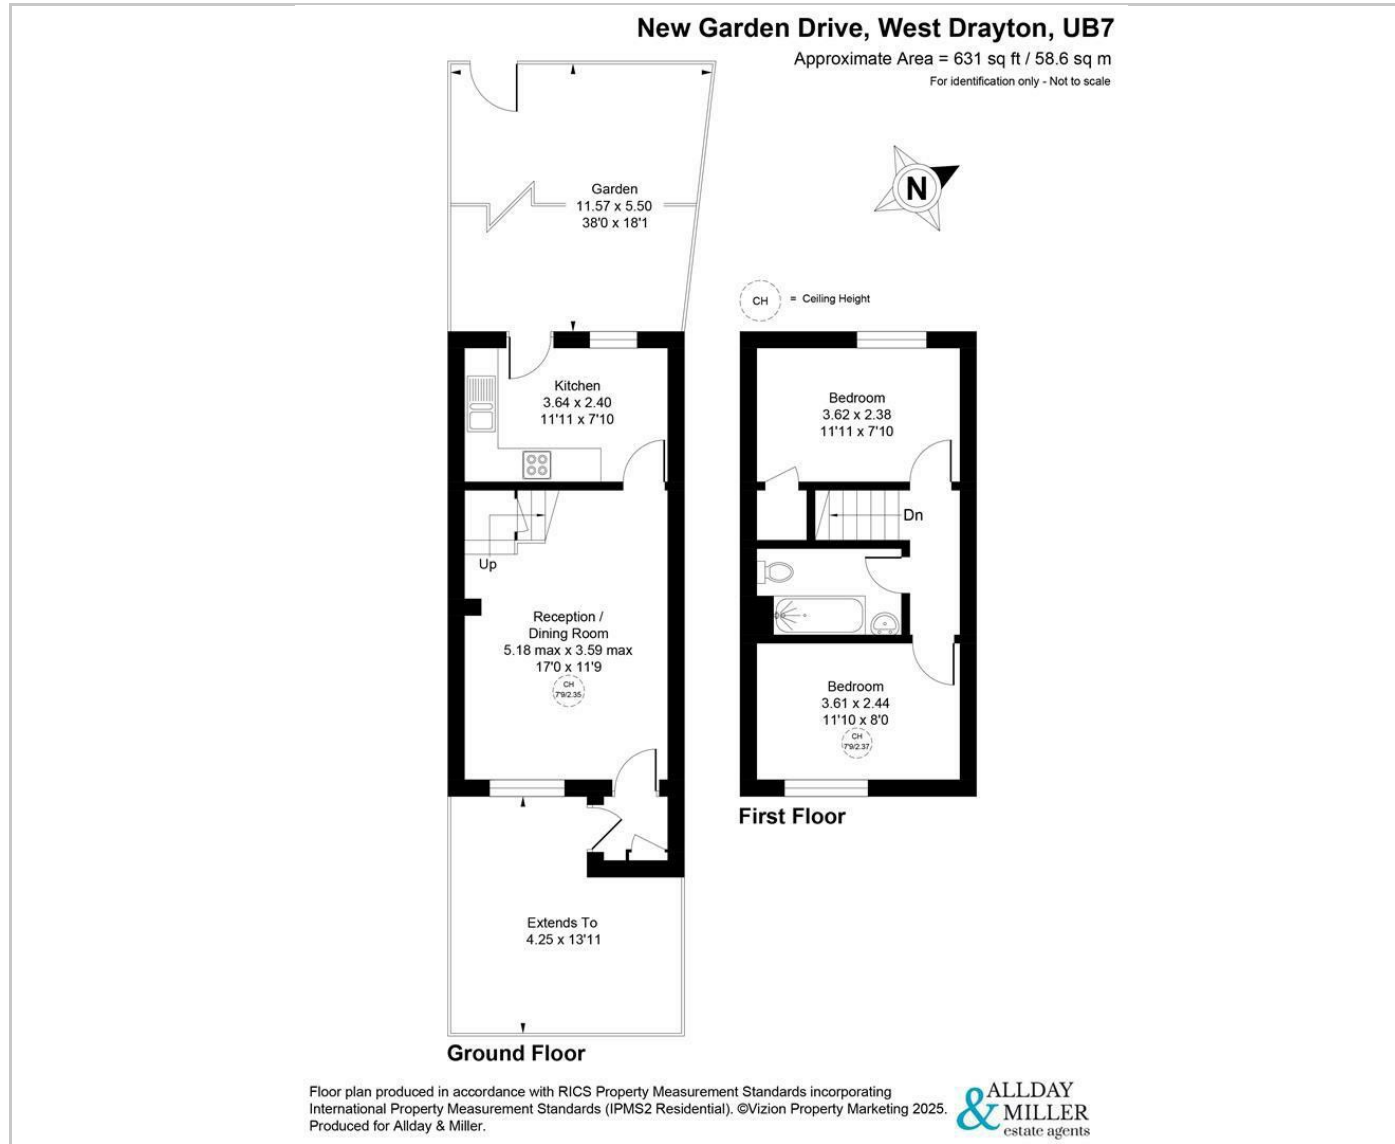 New Garden Drive, West Drayton, UB7
Approximate Area = 631 sq ft / 58.6 sq m
For identification only - Not to scale
N
Garden
11.57 x 5.50
38'0 x 18'1
CH = Ceiling Height
Kitchen
3.64 x 2.40
11'11 x 7'10
Up
Reception /
Dining Room
5.18 max x 3.59 max
17'0 x 11'9
CH
7'9/2.35
Extends To
4.25 x 13'11
Ground Floor
Bedroom
3.62 x 2.38
11'11 x 7'10
Dn
Bedroom
3.61 x 2.44
11'10 x 8'0
CH
7'9/2.37
First Floor
Floor plan produced in accordance with RICS Property Measurement Standards incorporating
International Property Measurement Standards (IPMS2 Residential). ©Vizion Property Marketing 2025.
Produced for Allday & Miller.
ALLDAY
& MILLER
estate agents